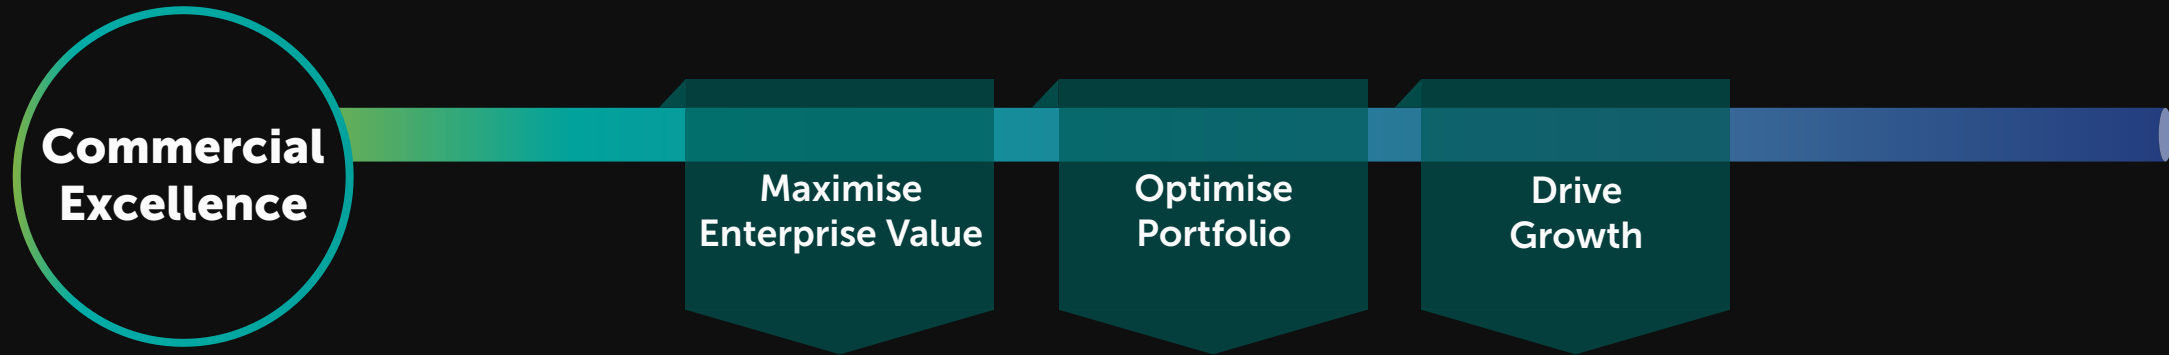 Commercial
Excellence
Maximise
Enterprise Value
Optimise
Portfolio
Drive
Growth